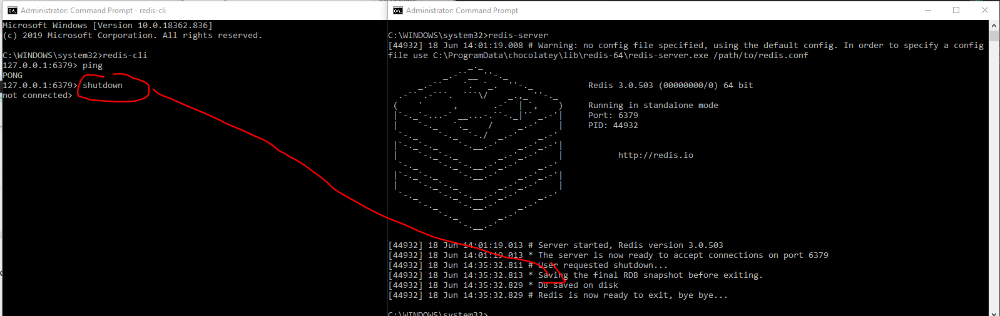 Administrator: Command Prompt - redis-cli
Microsoft Windows [Version 10.0.18362.836]
(c) 2019 Microsoft Corporation. All rights reserved.
C:\WINDOWS\system32>redis-cli
127.0.0.1:6379> ping
PONG
127.0.0.1:6379> shutdown
not connected>
Administrator: Command Prompt
C:\WINDOWS\system32>redis-server
[44932] 18 Jun 14:01:19.008 # Warning: no config file specified, using the default config. In order to specify a config
file use C:\ProgramData\chocolatey\lib\redis-64\redis-server.exe /path/to/redis.conf
Redis 3.0.503 (00000000/0) 64 bit
Running in standalone mode
Port: 6379
PID: 44932
http://redis.io
[44932] 18 Jun 14:01:19.013 # Server started, Redis version 3.0.503
[44932] 18 Jun 14:01:19.013 * The server is now ready to accept connections on port 6379
[44932] 18 Jun 14:35:32.811 # User requested shutdown...
[44932] 18 Jun 14:35:32.813 * Saving the final RDB snapshot before exiting.
[44932] 18 Jun 14:35:32.829 * DB saved on disk
[44932] 18 Jun 14:35:32.829 # Redis is now ready to exit, bye bye...
C:\WINDOWS\system32>